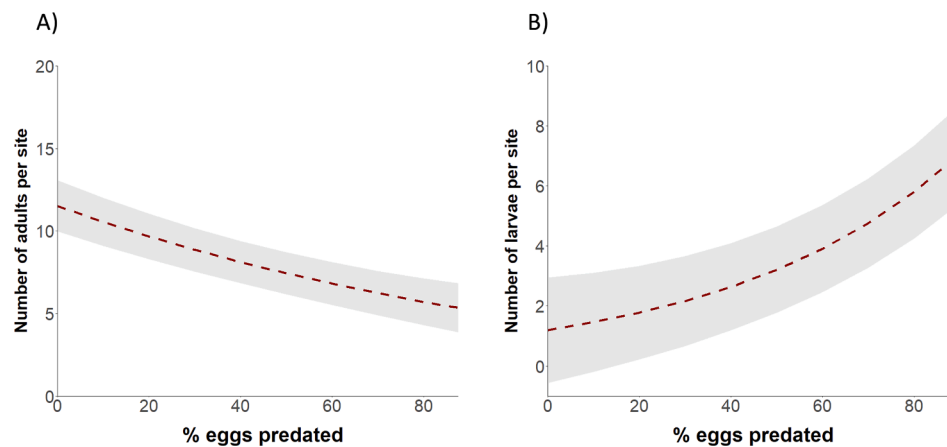 A)
Number of adults per site
20
15
10
5
0
0 20 40 60 80
% eggs predated
B)
Number of larvae per site
10
8
6
4
2
0
0 20 40 60 80
% eggs predated